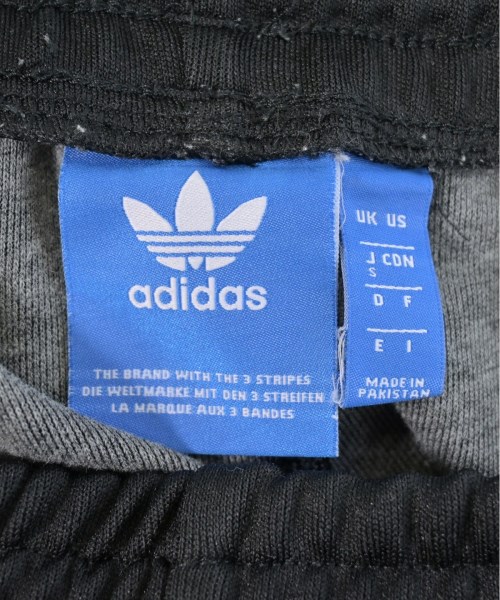 adidas
THE BRAND WITH THE 3 STRIPES
DIE WELTMARKE MIT DEN 3 STREIFEN
LA MARQUE AUX 3 BANDES
UK US
J CDN
S
D F
E I
MADE IN
PAKISTAN